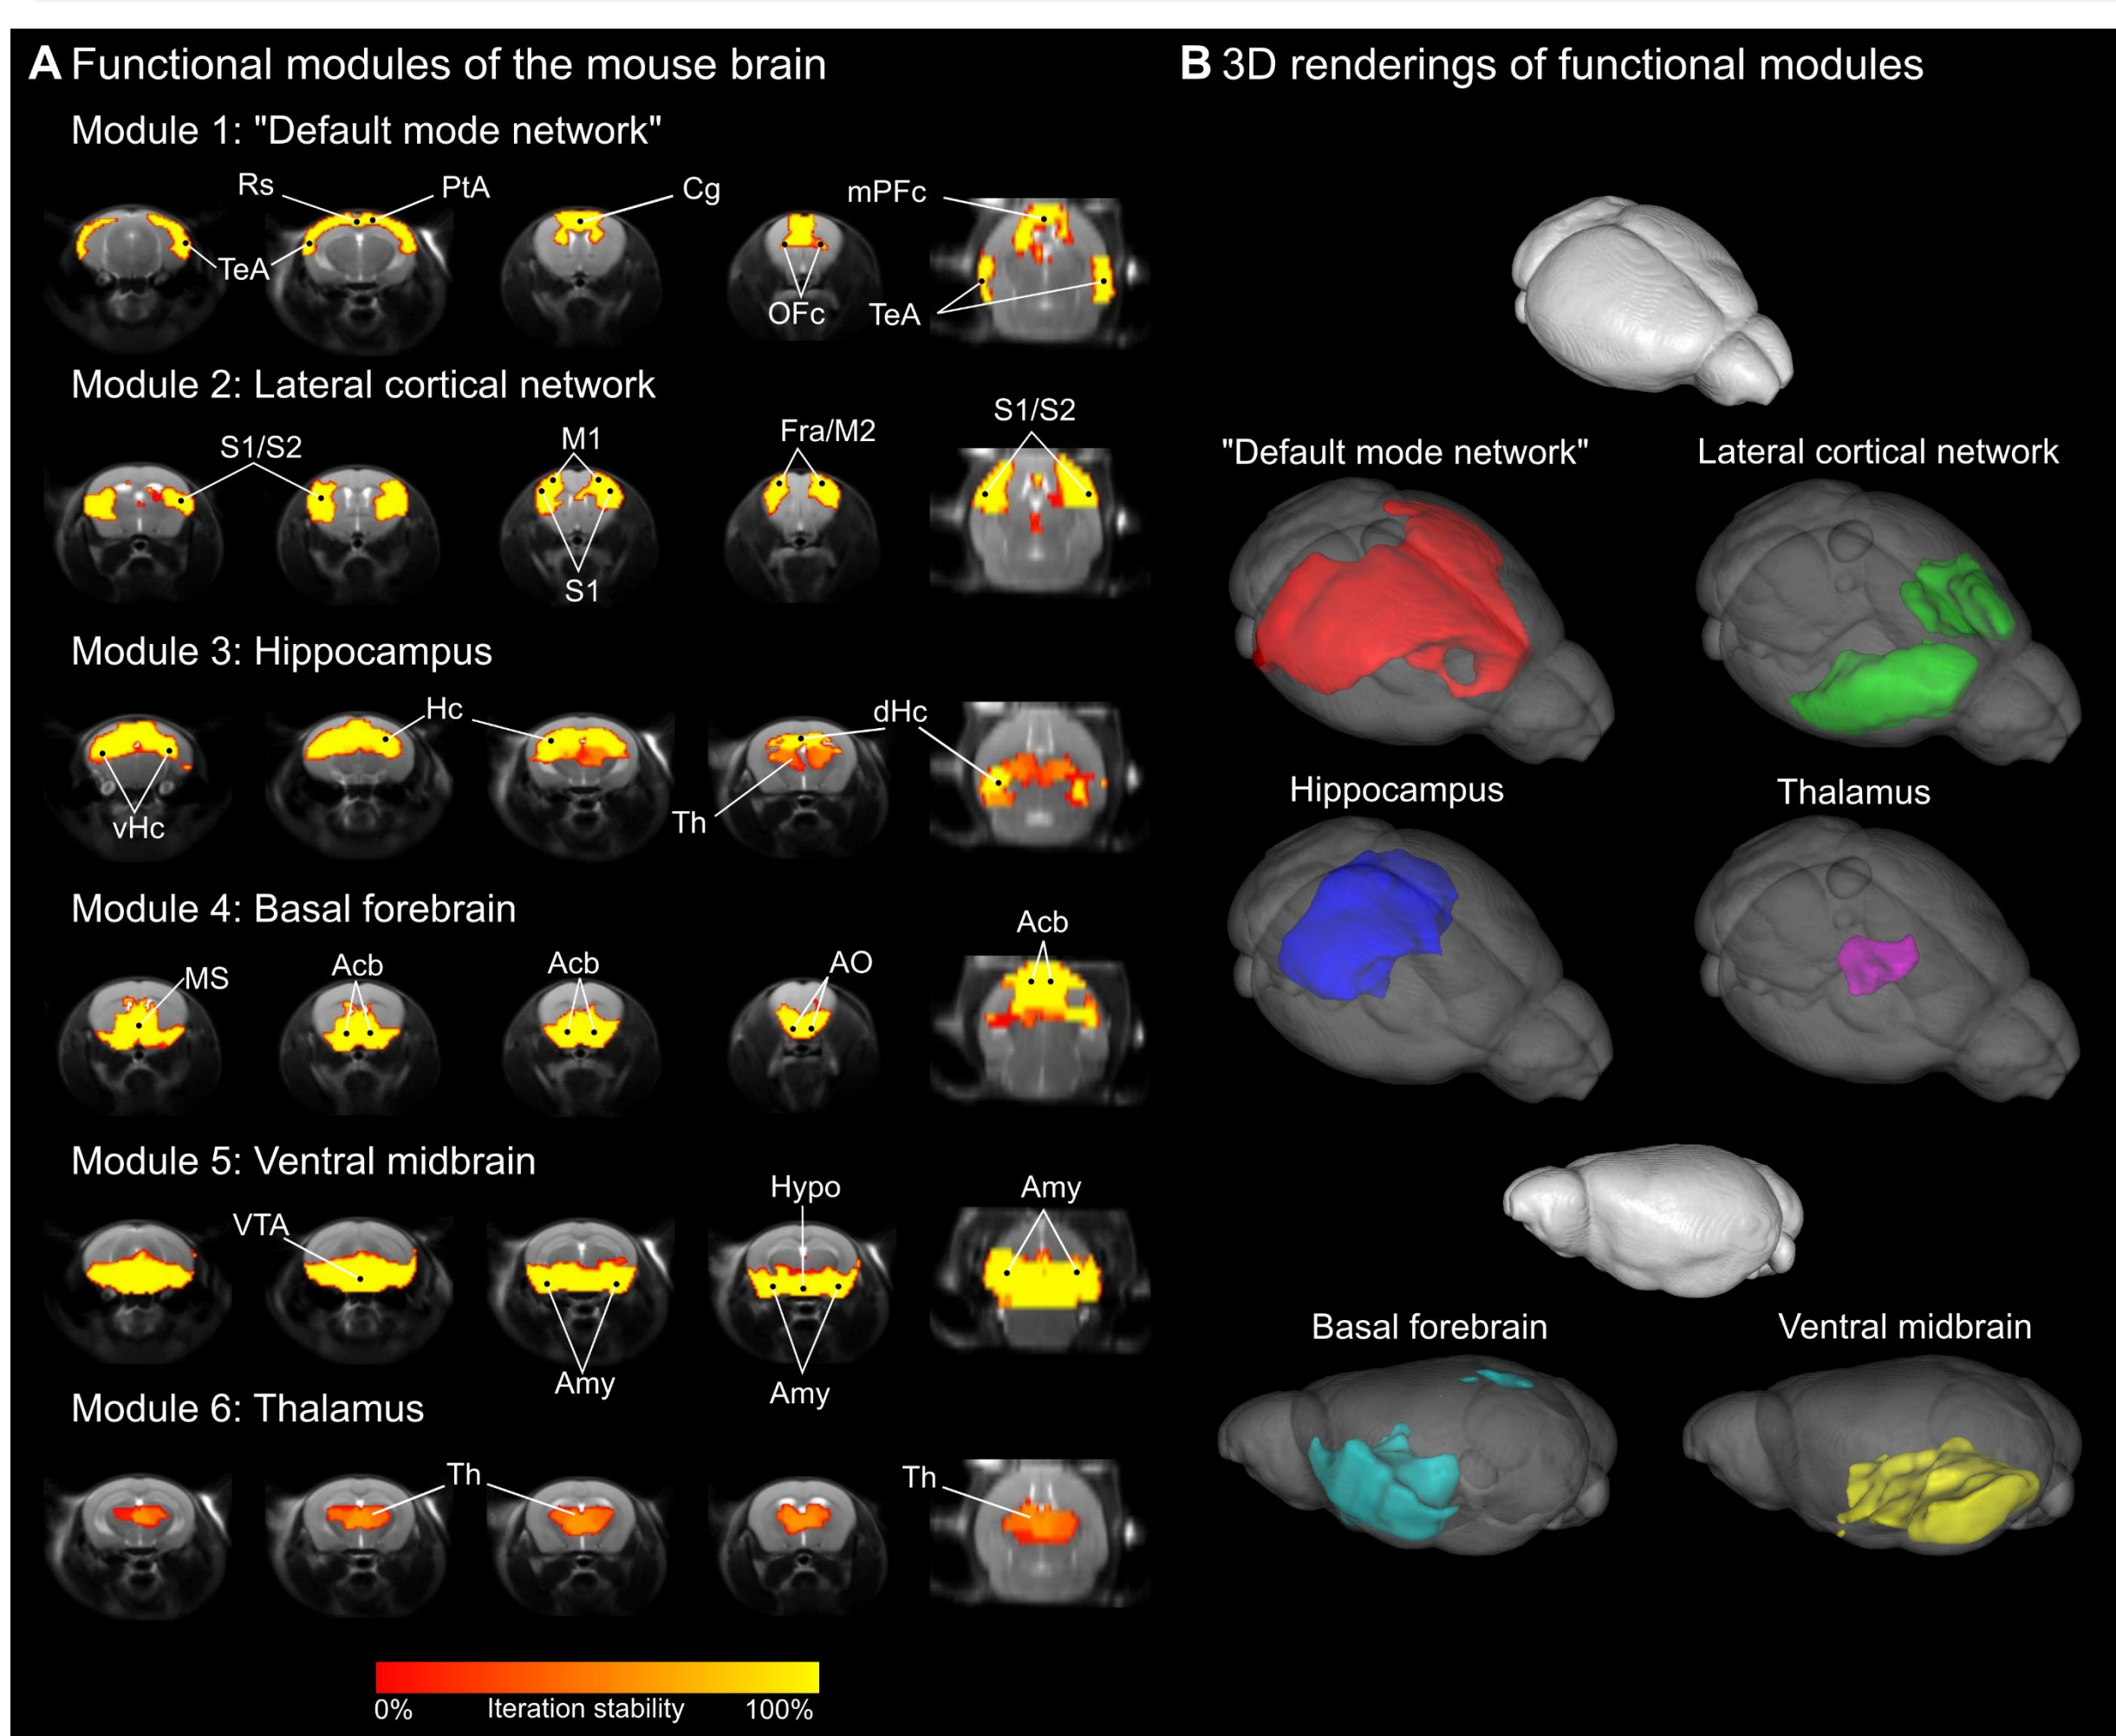 A Functional modules of the mouse brain
Module 1: "Default mode network"
Rs
PtA
Cg
mPFc
TeA
OFc
TeA
Module 2: Lateral cortical network
S1/S2
M1
Fra/M2
S1/S2
S1
Module 3: Hippocampus
Hc
dHc
vHc
Th
Module 4: Basal forebrain
MS
Acb
Acb
AO
Acb
Module 5: Ventral midbrain
VTA
Hypo
Amy
Amy
Amy
Module 6: Thalamus
Th
Th
0% Iteration stability 100%
B 3D renderings of functional modules
"Default mode network"
Lateral cortical network
Hippocampus
Thalamus
Basal forebrain
Ventral midbrain